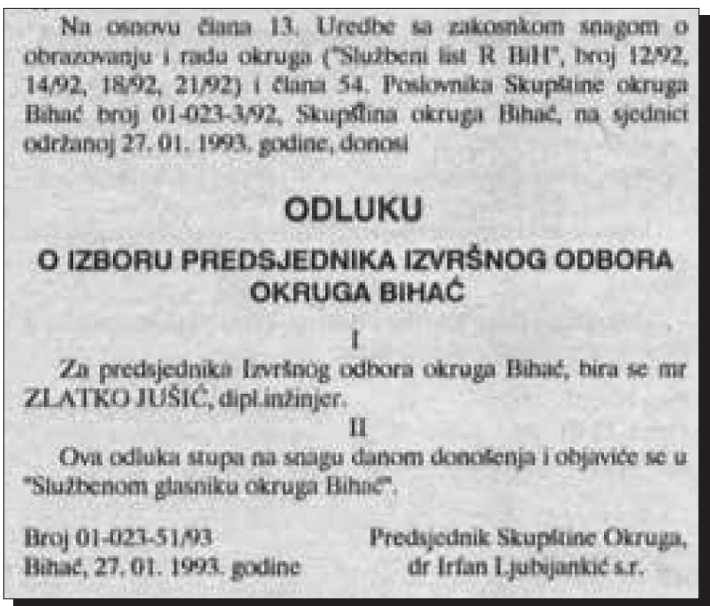 Na osnovu člana 13. Uredbe sa zakosnkom snagom o
obrazovanju i radu okruga ("Službeni list R BiH", broj 12/92,
14/92, 18/92, 21/92) i člana 54. Poslovnika Skupštine okruga
Bihać broj 01-023-3/92, Skupština okruga Bihać, na sjednici
održanoj 27. 01. 1993. godine, donosi
ODLUKU
O IZBORU PREDSJEDNIKA IZVRŠNOG ODBORA
OKRUGA BIHAĆ
I
Za predsjednika Izvršnog odbora okruga Bihać, bira se mr
ZLATKO JUŠIĆ, dipl.inžinjer.
II
Ova odluka stupa na snagu danom donošenja i objaviće se u
"Službenom glasniku okruga Bihać".
Broj 01-023-51/93
Bihać, 27. 01. 1993. godine
Predsjednik Skupštine Okruga,
dr Irfan Ljubijankić s.r.